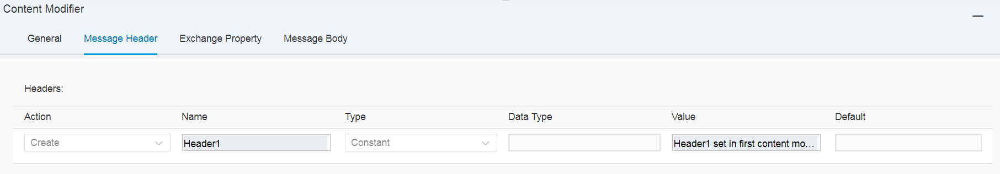 Content Modifier
General Message Header Exchange Property Message Body
Headers:
Action Name Type Data Type Value Default
Create Header1 Constant Header1 set in first content mo...